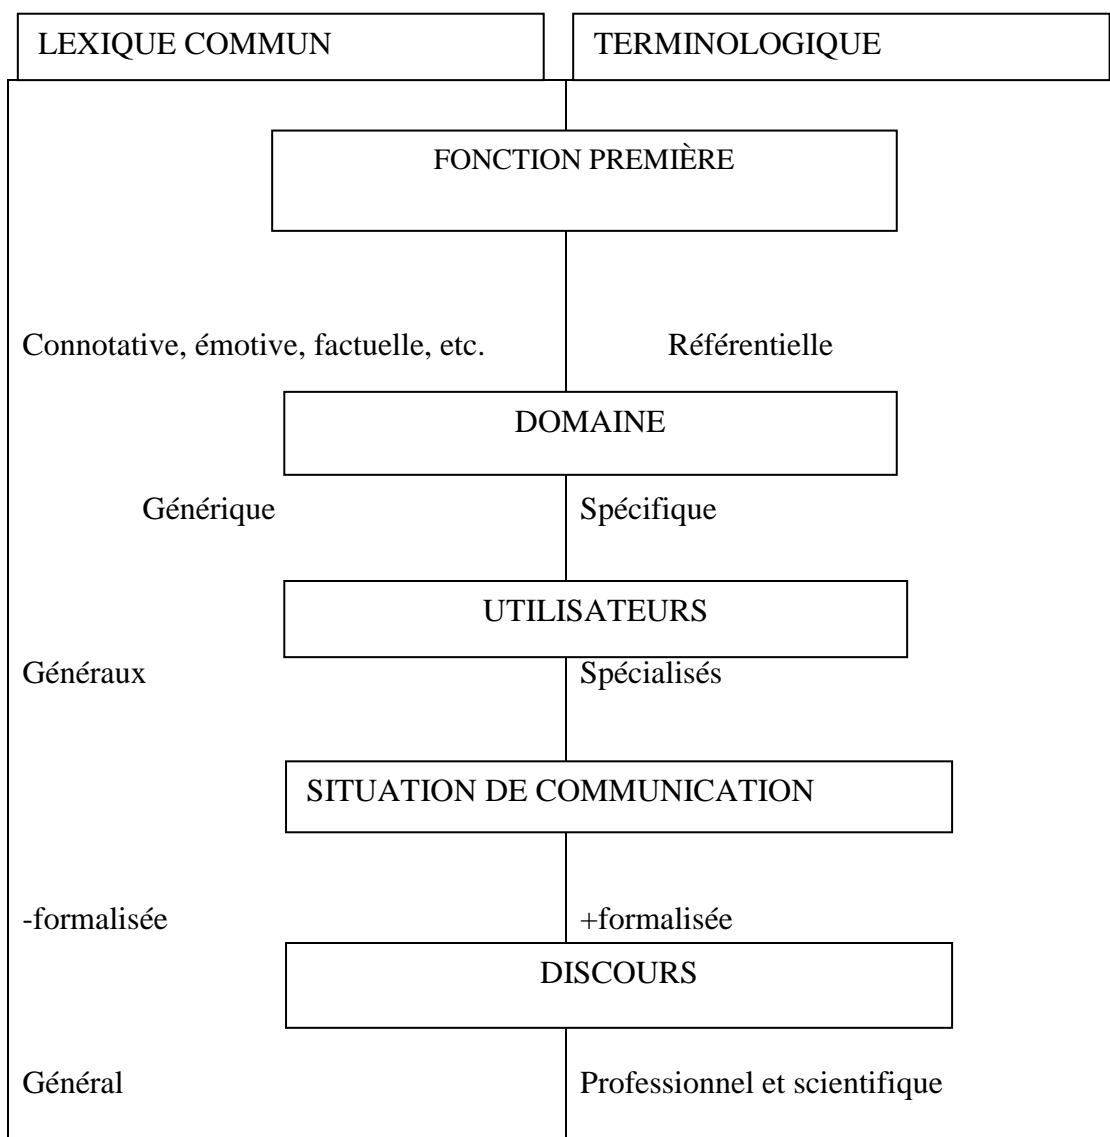 LEXIQUE COMMUN
TERMINOLOGIQUE
FONCTION PREMIÈRE
Connotative, émotive, factuelle, etc.
Référentielle
DOMAINE
Générique
Spécifique
UTILISATEURS
Généraux
Spécialisés
SITUATION DE COMMUNICATION
-formalisée
+formalisée
DISCOURS
Général
Professionnel et scientifique